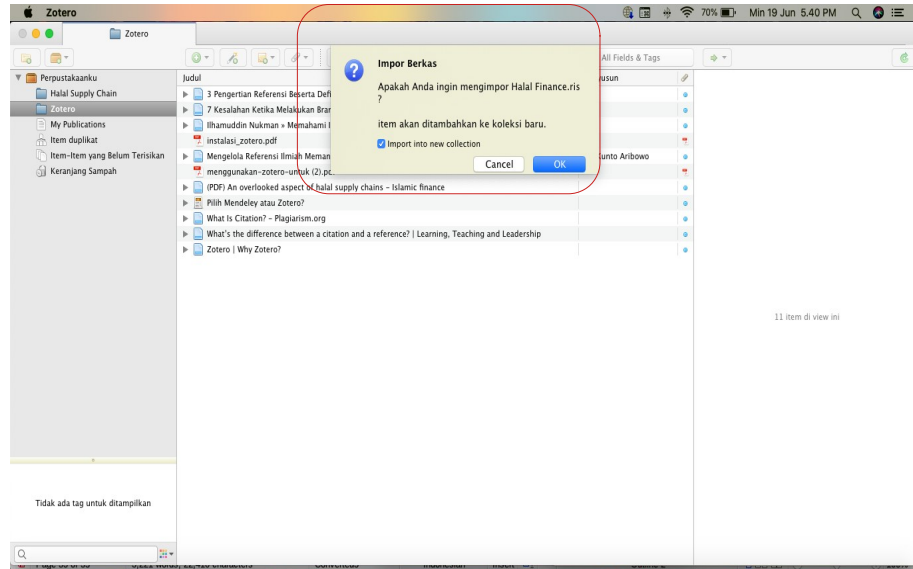 Zotero
70%
Min 19 Jun 5.40 PM
Zotero
All Fields & Tags
Perpustakaanku
Halal Supply Chain
Zotero
My Publications
Item duplikat
Item-Item yang Belum Terisikan
Keranjang Sampah
Judul
yusun
3 Pengertian Referensi Beserta Defi
7 Kesalahan Ketika Melakukan Bran
Ilhamuddin Nukman » Memahami I
instalasi_zotero.pdf
Mengelola Referensi Ilmiah Meman
Kunto Aribowo
menggunakan-zotero-untuk (2).pd
(PDF) An overlooked aspect of halal supply chains – Islamic finance
Pilih Mendeley atau Zotero?
What Is Citation? – Plagiarism.org
What's the difference between a citation and a reference? | Learning, Teaching and Leadership
Zotero | Why Zotero?
Impor Berkas
Apakah Anda ingin mengimpor Halal Finance.ris
?
item akan ditambahkan ke koleksi baru.
Import into new collection
Cancel
OK
11 item di view ini
Tidak ada tag untuk ditampilkan